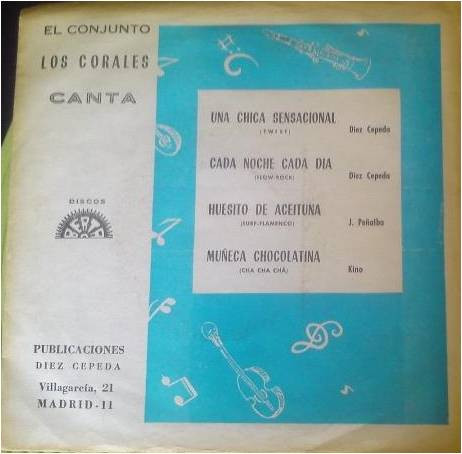 EL CONJUNTO
LOS CORALES
CANTA
DISCOS
PUBLICACIONES
DIEZ CEPEDA
Villagarcía, 21
MADRID-11
UNA CHICA SENSACIONAL
(TWIST) Diez Cepeda
CADA NOCHE CADA DIA
(SLOW-ROCK) Diez Cepeda
HUESITO DE ACEITUNA
(SURF-FLAMENCO) J. Peñalba
MUÑECA CHOCOLATINA
(CHA CHA CHÁ) Kino